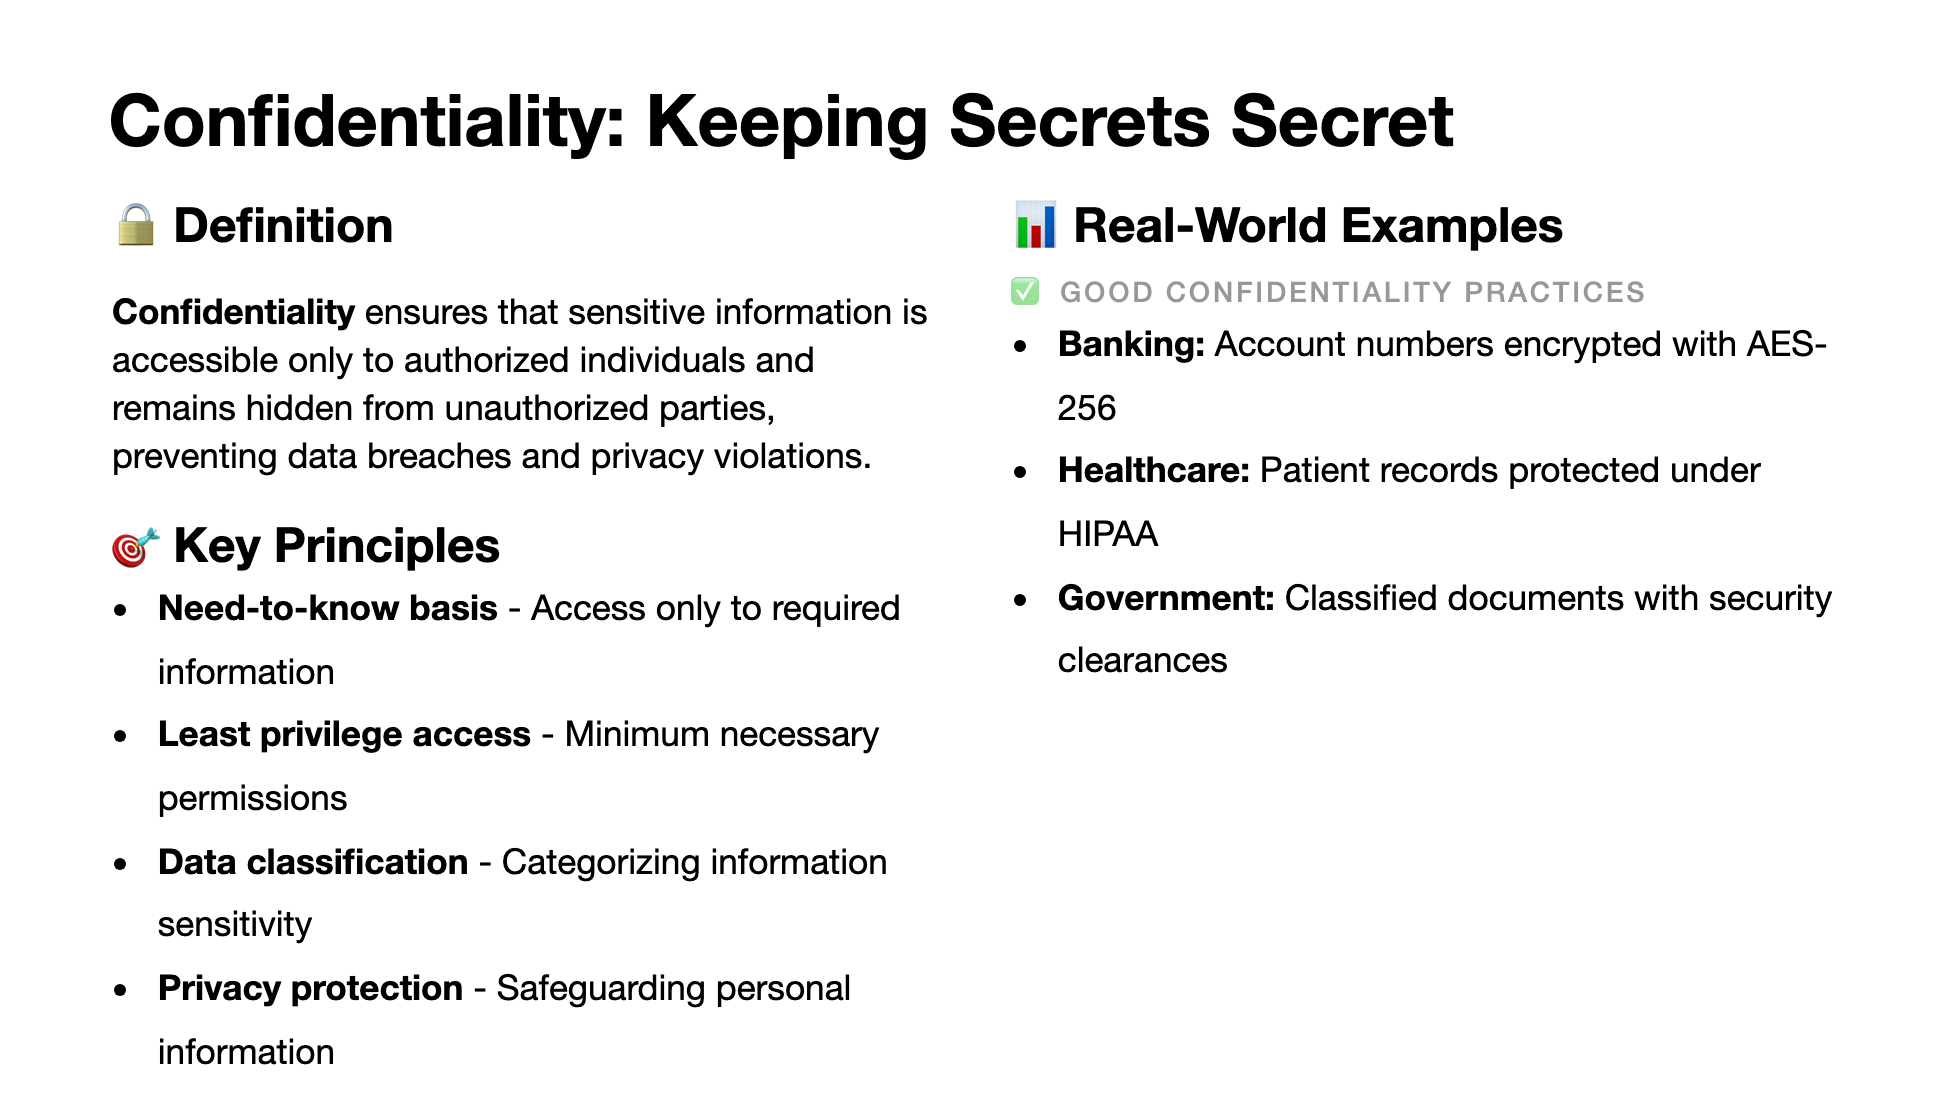 Confidentiality: Keeping Secrets Secret
Definition
Confidentiality ensures that sensitive information is
accessible only to authorized individuals and
remains hidden from unauthorized parties,
preventing data breaches and privacy violations.
Key Principles
• Need-to-know basis - Access only to required
information
• Least privilege access - Minimum necessary
permissions
• Data classification - Categorizing information
sensitivity
• Privacy protection - Safeguarding personal
information
Real-World Examples
GOOD CONFIDENTIALITY PRACTICES
• Banking: Account numbers encrypted with AES-
256
• Healthcare: Patient records protected under
HIPAA
• Government: Classified documents with security
clearances